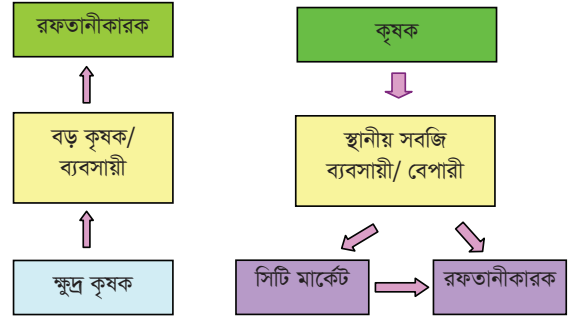 রফতানীকারক
বড় কৃষক/
ব্যবসায়ী
ক্ষুদ্র কৃষক
কৃষক
স্থানীয় সবজি
ব্যবসায়ী/ বেপারী
সিটি মার্কেট
রফতানীকারক